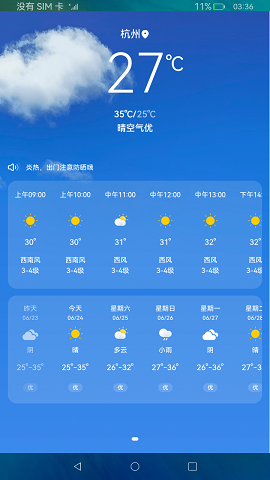 没有 SIM 卡 11% 03:36
杭州
27℃
35℃/25℃
晴空气优
炎热，出门注意防晒哦
上午09:00 上午10:00 中午11:00 中午12:00 中午13:00 下午14:
30° 30° 31° 31° 32° 32°
西南风 西南风 西风 西风 西风 西风
3-4级 3-4级 3-4级 3-4级 3-4级 3-4
昨天 今天 星期六 星期日 星期一 星期二
06/23 06/24 06/25 06/26 06/27 06/28
阴 晴 多云 小雨 阴 晴
25°-35° 25°-35° 26°-32° 27°-36° 26°-36° 27°-3
优 优 优 优 优 优